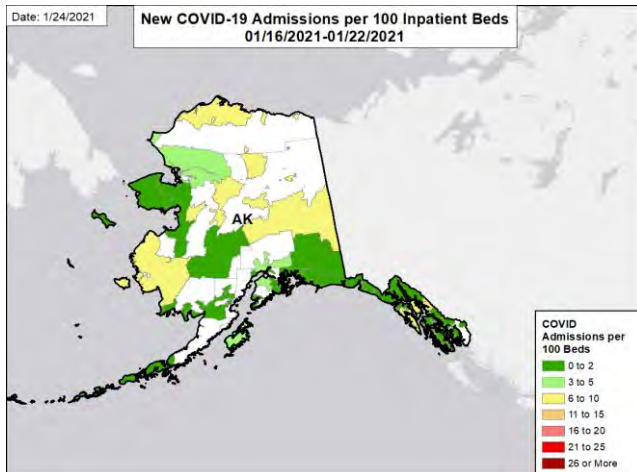 Date: 1/24/2021
New COVID-19 Admissions per 100 Inpatient Beds
01/16/2021-01/22/2021
AK
COVID
Admissions per
100 Beds
0 to 2
3 to 5
6 to 10
11 to 15
16 to 20
21 to 25
26 or More